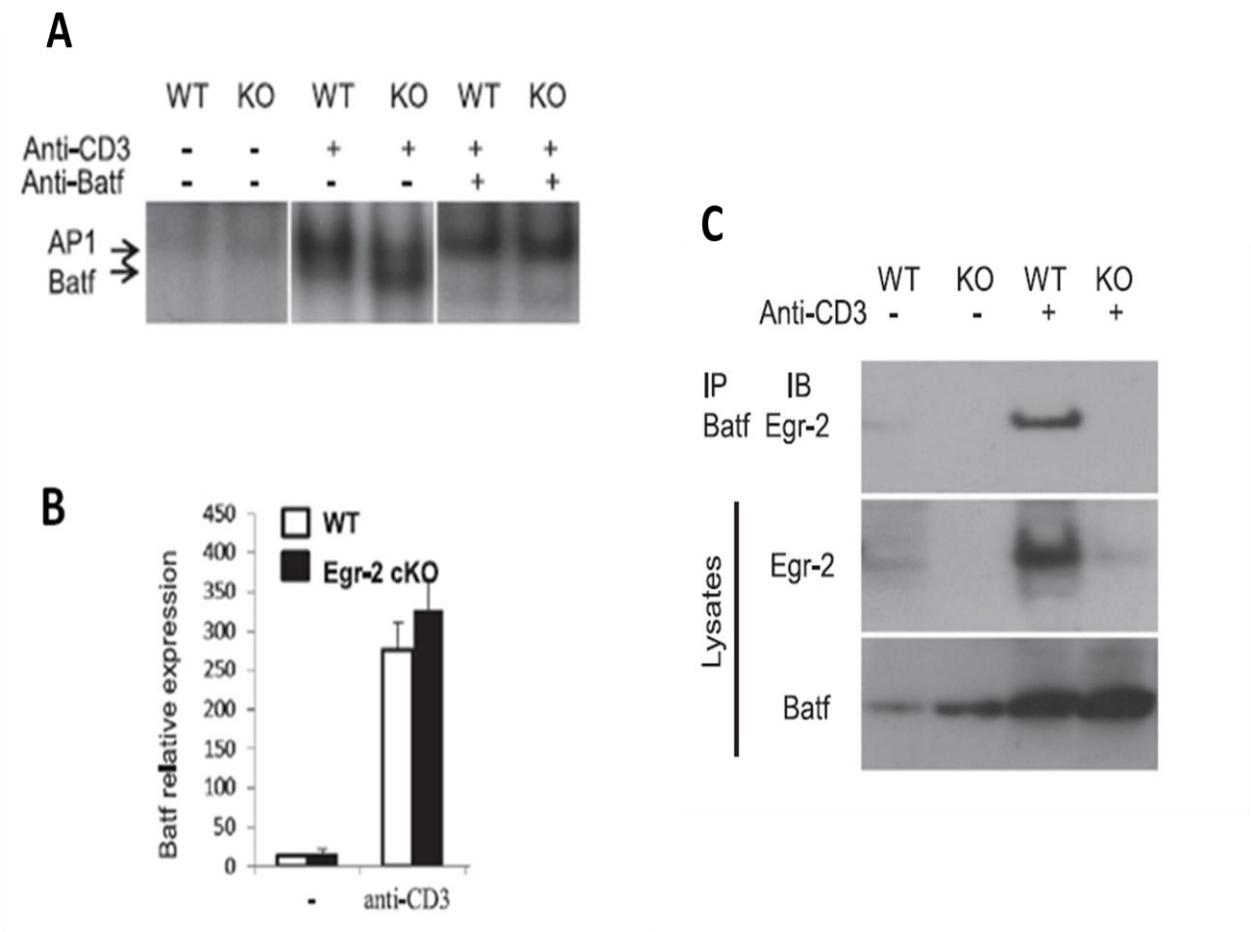 A
WT KO WT KO WT KO
Anti-CD3 - - + + + +
Anti-Batf - - - - + +
AP1
Batf
B
Batf relative expression
450
400
350
300
250
200
150
100
50
0
WT
Egr-2 cKO
- anti-CD3
C
WT KO WT KO
Anti-CD3 - - + +
IP IB
Batf Egr-2
Lysates
Egr-2
Batf